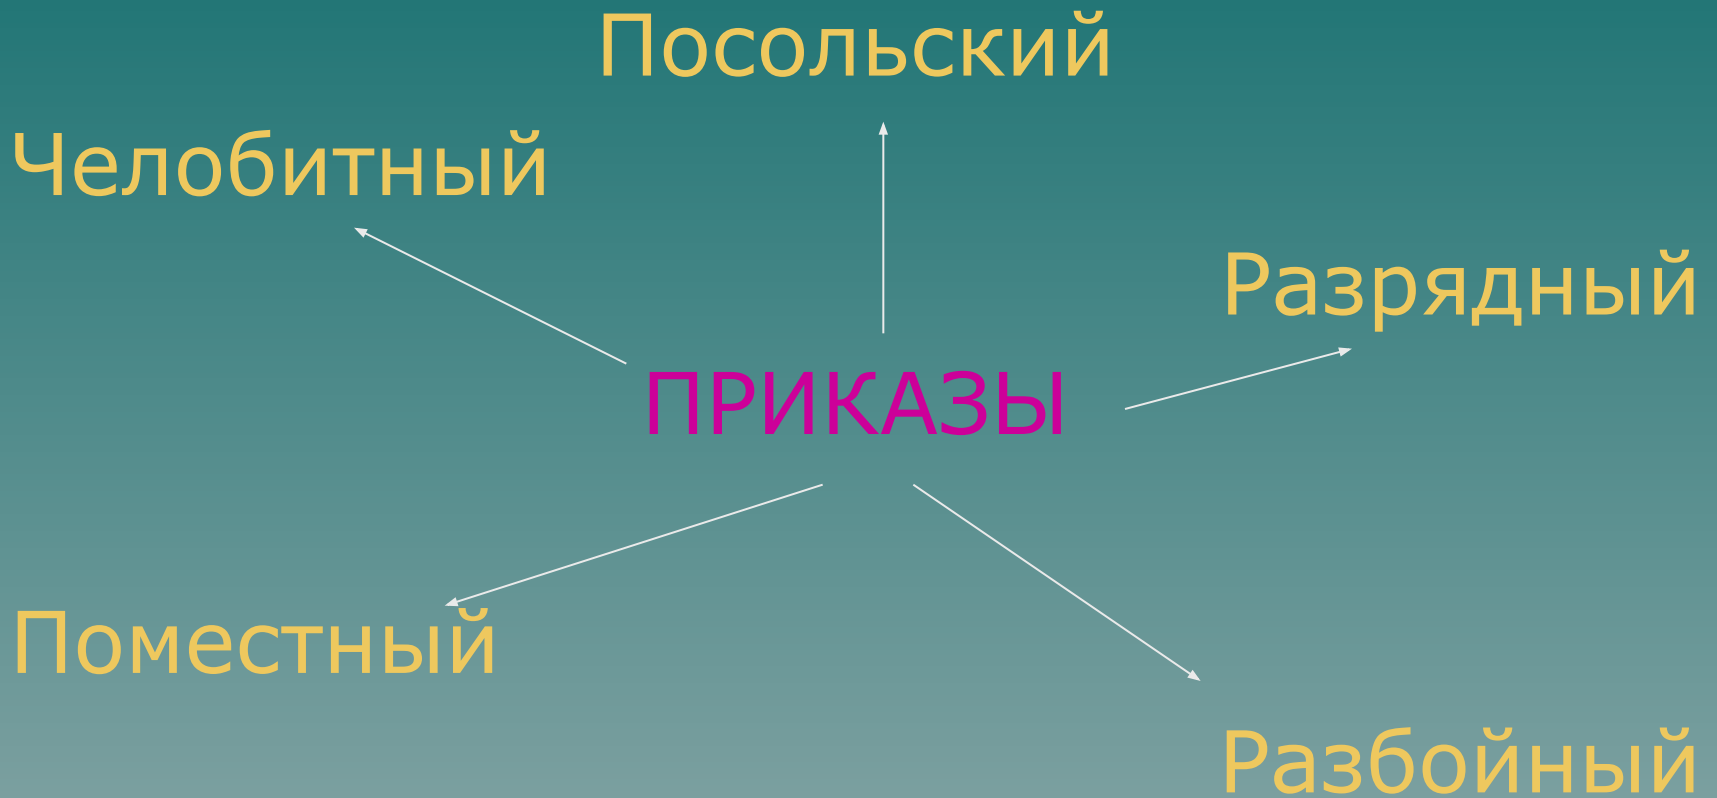 Посольский
Челобитный
Разрядный
ПРИКАЗЫ
Поместный
Разбойный